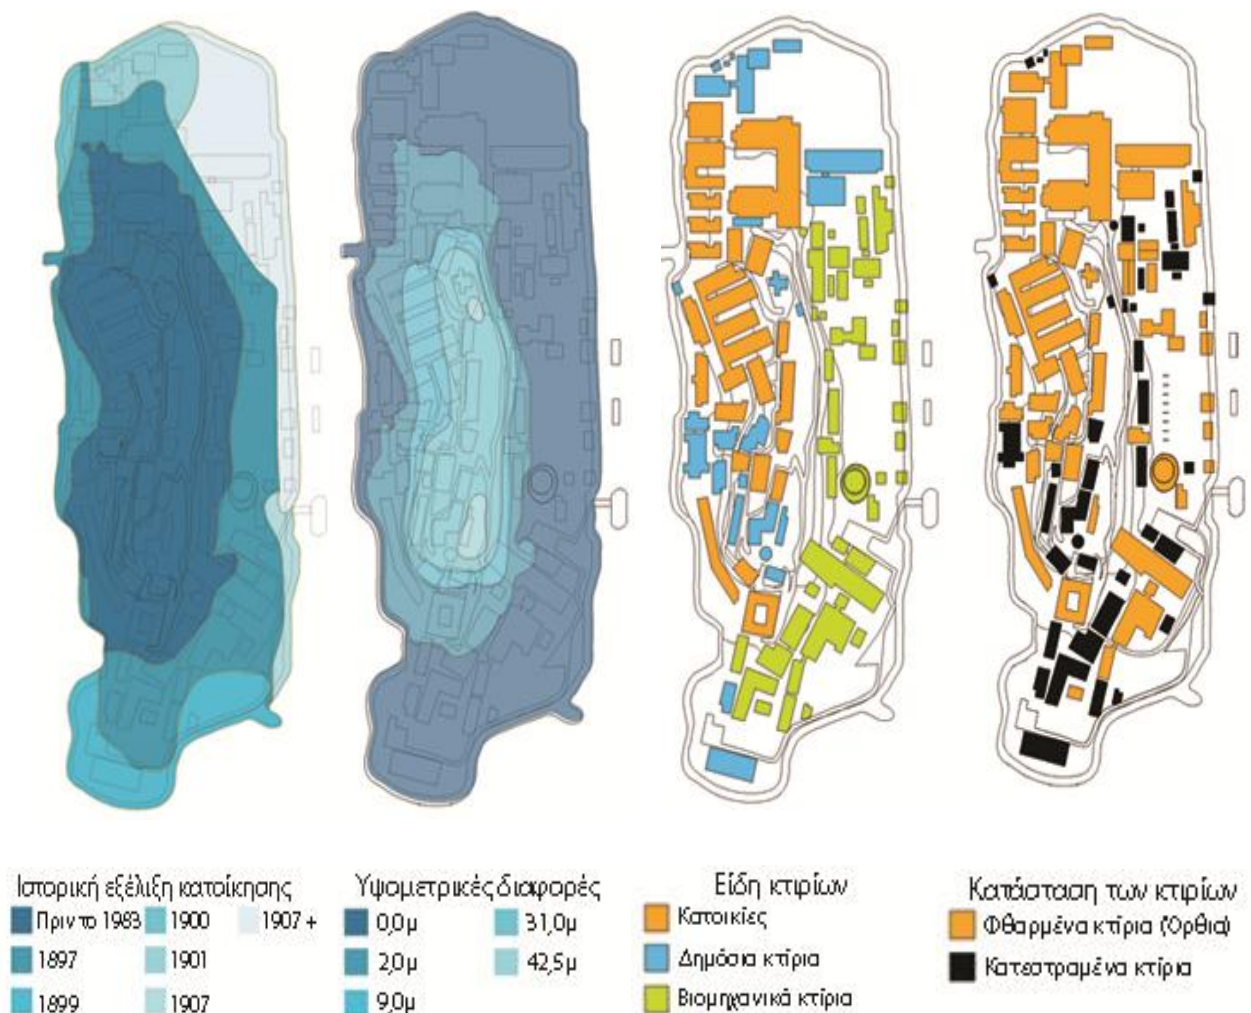 Ιστορική εξέλιξη κατοίκησης
Πριν το 1983
1897
1899
1900
1901
1907
1907 +
Υψομετρικές διαφορές
0,0μ
2,0μ
9,0μ
31,0μ
42,5μ
Είδη κτιρίων
Κατοικίες
Δημόσια κτίρια
Βιομηχανικά κτίρια
Κατάσταση των κτιρίων
Φθαρμένα κτίρια (Όρθια)
Κατεστραμένα κτίρια